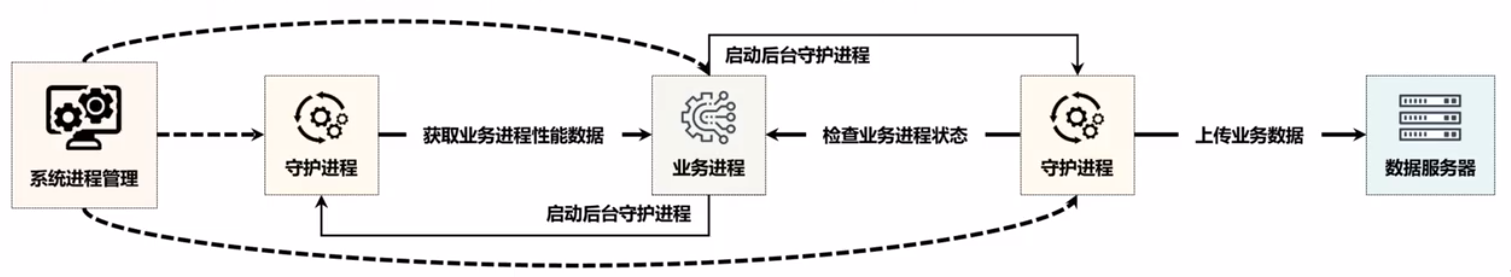 启动后台守护进程
系统进程管理
守护进程
获取业务进程性能数据
业务进程
检查业务进程状态
守护进程
上传业务数据
数据服务器
启动后台守护进程